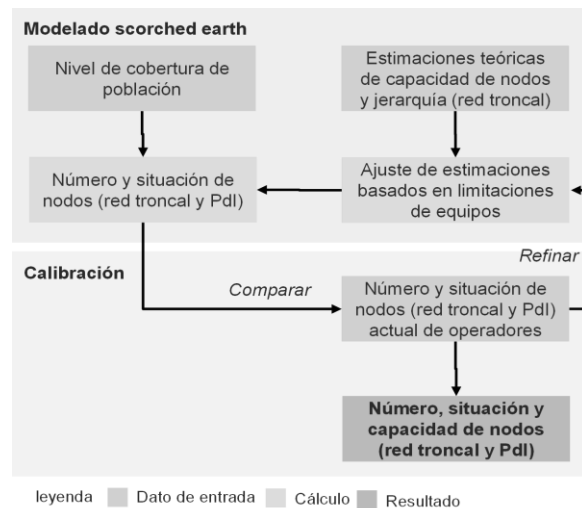 Modelado scorched earth
Nivel de cobertura de
población
Estimaciones teóricas
de capacidad de nodos
y jerarquía (red troncal)
Número y situación de
nodos (red troncal y PdI)
Ajuste de estimaciones
basados en limitaciones
de equipos
Refinar
Calibración
Comparar
Número y situación de
nodos (red troncal y PdI)
actual de operadores
Número, situación y
capacidad de nodos
(red troncal y PdI)
leyenda
Dato de entrada
Cálculo
Resultado